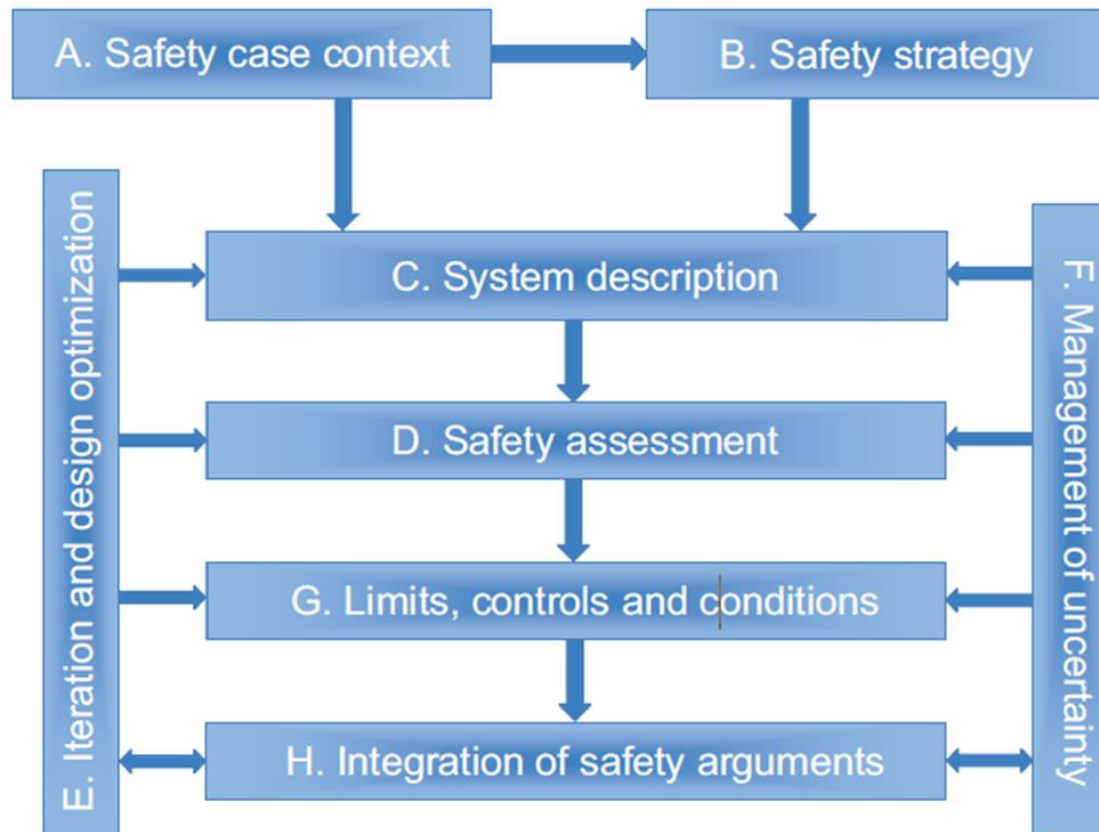 A. Safety case context
B. Safety strategy
C. System description
D. Safety assessment
G. Limits, controls and conditions
H. Integration of safety arguments
E. Iteration and design optimization
F. Management of uncertainty